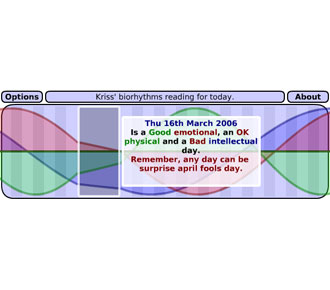 Options
Kriss' biorhythms reading for today.
About
Thu 16th March 2006
Is a Good emotional, an OK
physical and a Bad intellectual
day.
Remember, any day can be
surprise april fools day.